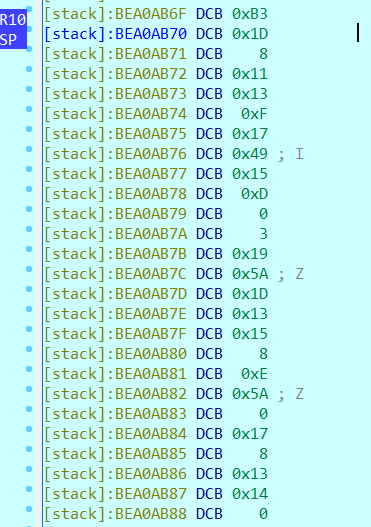 [stack]:BEA0AB6F DCB 0xB3
R10 [stack]:BEA0AB70 DCB 0x1D
SP [stack]:BEA0AB71 DCB 8
[stack]:BEA0AB72 DCB 0x11
[stack]:BEA0AB73 DCB 0x13
[stack]:BEA0AB74 DCB 0xF
[stack]:BEA0AB75 DCB 0x17
[stack]:BEA0AB76 DCB 0x49 ; I
[stack]:BEA0AB77 DCB 0x15
[stack]:BEA0AB78 DCB 0xD
[stack]:BEA0AB79 DCB 0
[stack]:BEA0AB7A DCB 3
[stack]:BEA0AB7B DCB 0x19
[stack]:BEA0AB7C DCB 0x5A ; Z
[stack]:BEA0AB7D DCB 0x1D
[stack]:BEA0AB7E DCB 0x13
[stack]:BEA0AB7F DCB 0x15
[stack]:BEA0AB80 DCB 8
[stack]:BEA0AB81 DCB 0xE
[stack]:BEA0AB82 DCB 0x5A ; Z
[stack]:BEA0AB83 DCB 0
[stack]:BEA0AB84 DCB 0x17
[stack]:BEA0AB85 DCB 8
[stack]:BEA0AB86 DCB 0x13
[stack]:BEA0AB87 DCB 0x14
[stack]:BEA0AB88 DCB 0